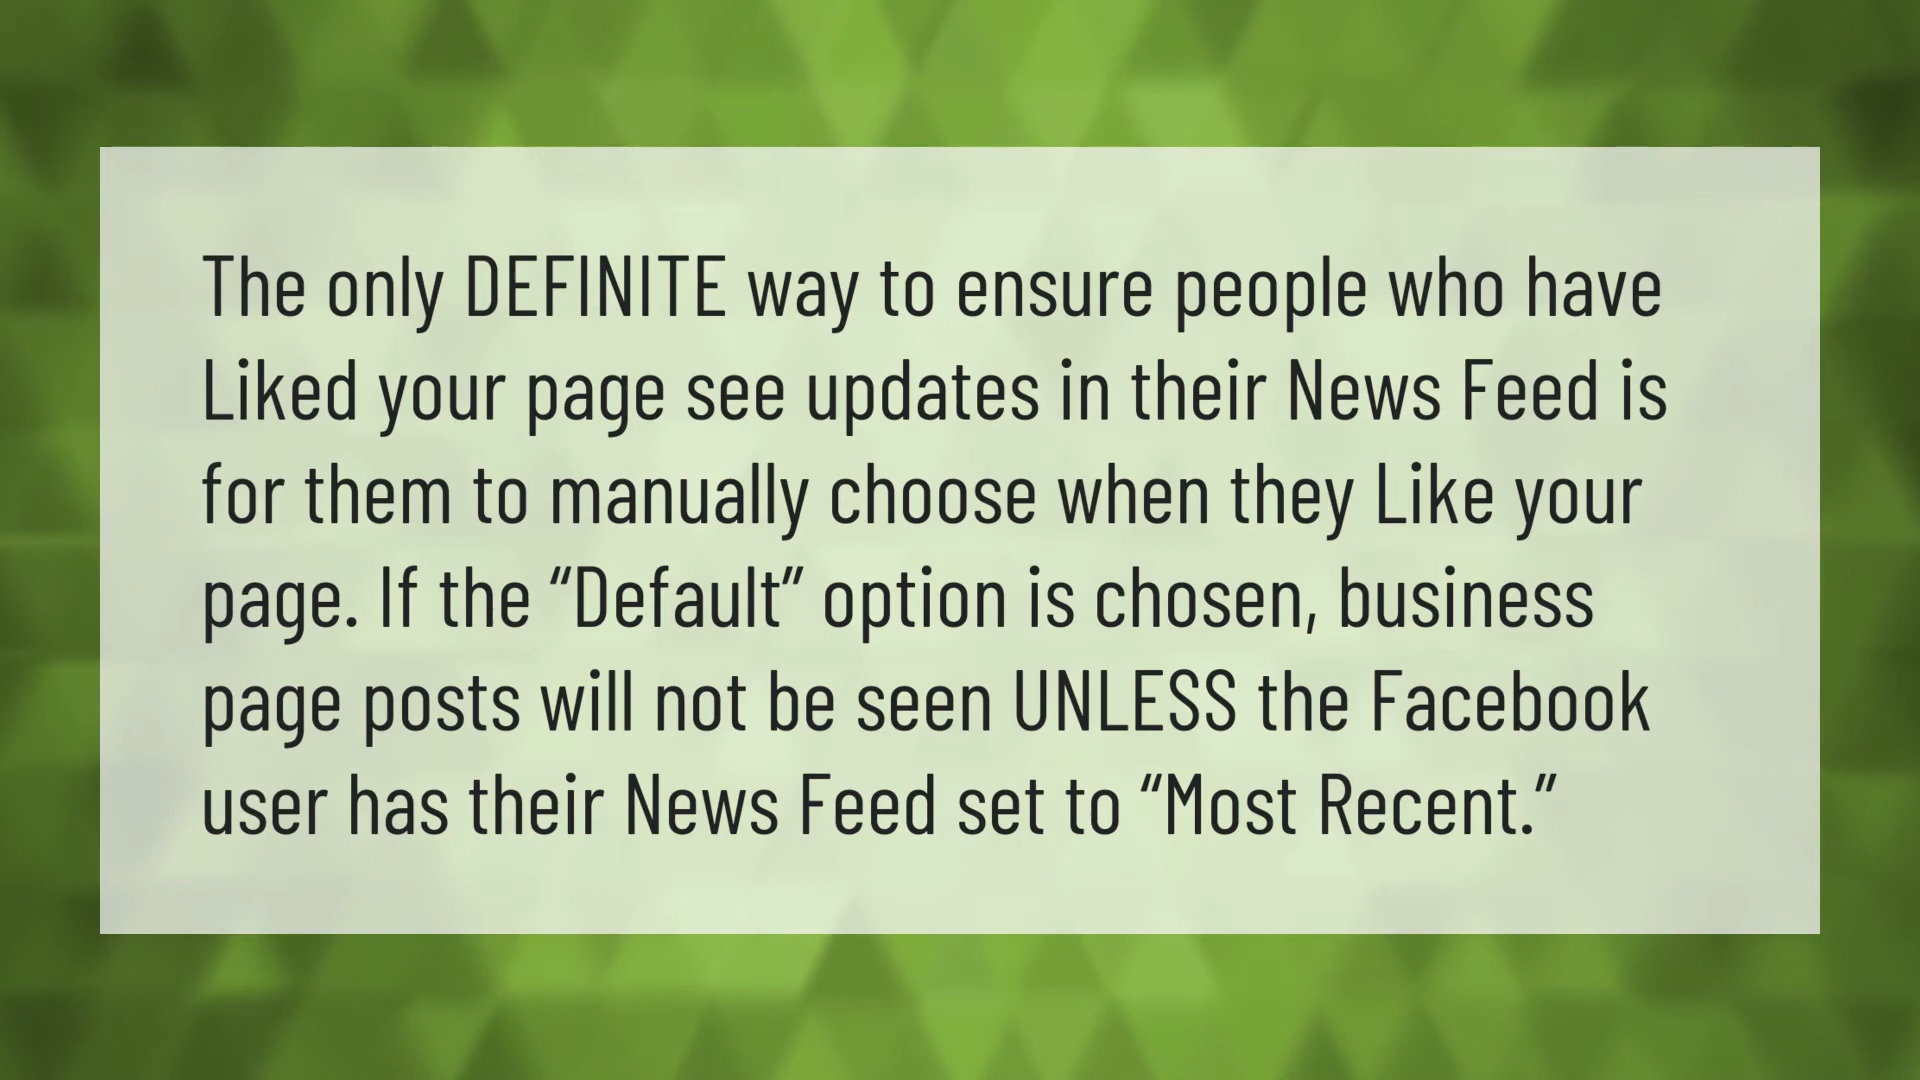 The only DEFINITE way to ensure people who have
Liked your page see updates in their News Feed is
for them to manually choose when they Like your
page. If the “Default” option is chosen, business
page posts will not be seen UNLESS the Facebook
user has their News Feed set to “Most Recent.”